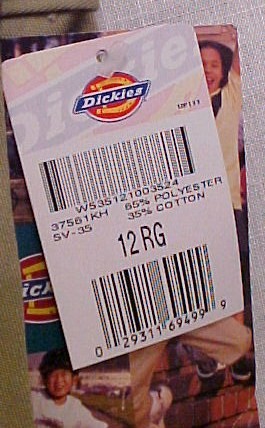 Dickies
W535121003524
37561KH 65% POLYESTER
SV-35 35% COTTON
12 RG
0 29311 69499 9